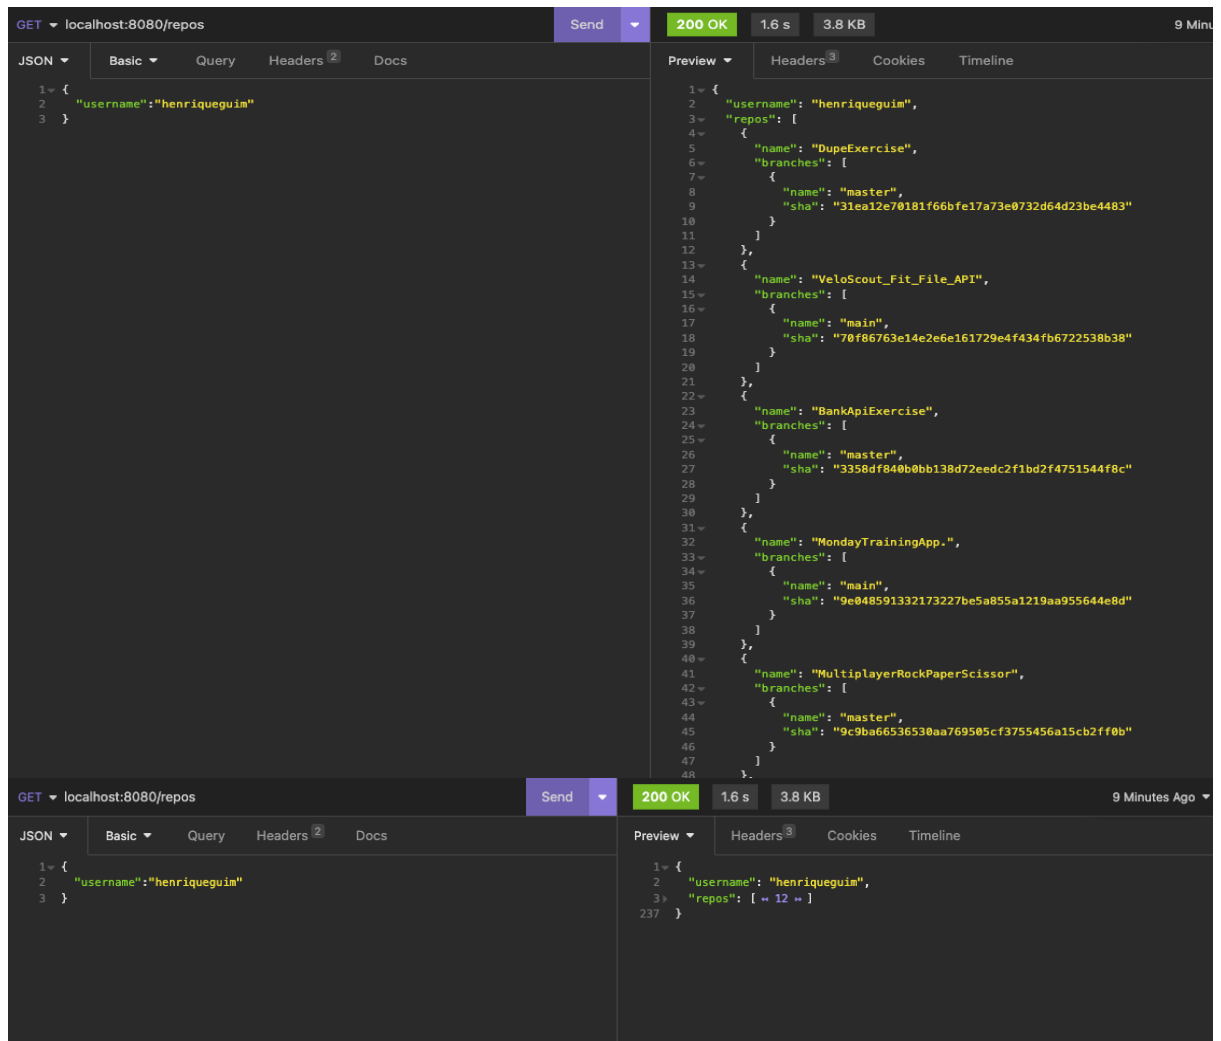 GET localhost:8080/repos Send
JSON Basic Query Headers 2 Docs
1 {
2 "username":"henriqueguim"
3 }
200 OK 1.6 s 3.8 KB 9 Minu
Preview Headers 3 Cookies Timeline
1 {
2 "username": "henriqueguim",
3 "repos": [
4 {
5 "name": "DupeExercise",
6 "branches": [
7 {
8 "name": "master",
9 "sha": "31ea12e70181f66bfe17a73e0732d64d23be4483"
10 }
11 ]
12 },
13 {
14 "name": "VeloScout_Fit_File_API",
15 "branches": [
16 {
17 "name": "main",
18 "sha": "70f86763e14e2e6e161729e4f434fb6722538b38"
19 }
20 ]
21 },
22 {
23 "name": "BankApiExercise",
24 "branches": [
25 {
26 "name": "master",
27 "sha": "3358df840b0bb138d72eedc2f1bd2f4751544f8c"
28 }
29 ]
30 },
31 {
32 "name": "MondayTrainingApp.",
33 "branches": [
34 {
35 "name": "main",
36 "sha": "9e048591332173227be5a855a1219aa955644e8d"
37 }
38 ]
39 },
40 {
41 "name": "MultiplayerRockPaperScissor",
42 "branches": [
43 {
44 "name": "master",
45 "sha": "9c9ba66536530aa769505cf3755456a15cb2ff0b"
46 }
47 ]
48 },
GET localhost:8080/repos Send
JSON Basic Query Headers 2 Docs
1 {
2 "username":"henriqueguim"
3 }
200 OK 1.6 s 3.8 KB 9 Minutes Ago
Preview Headers 3 Cookies Timeline
1 {
2 "username": "henriqueguim",
3 "repos": [ ↤ 12 ↦ ]
237 }